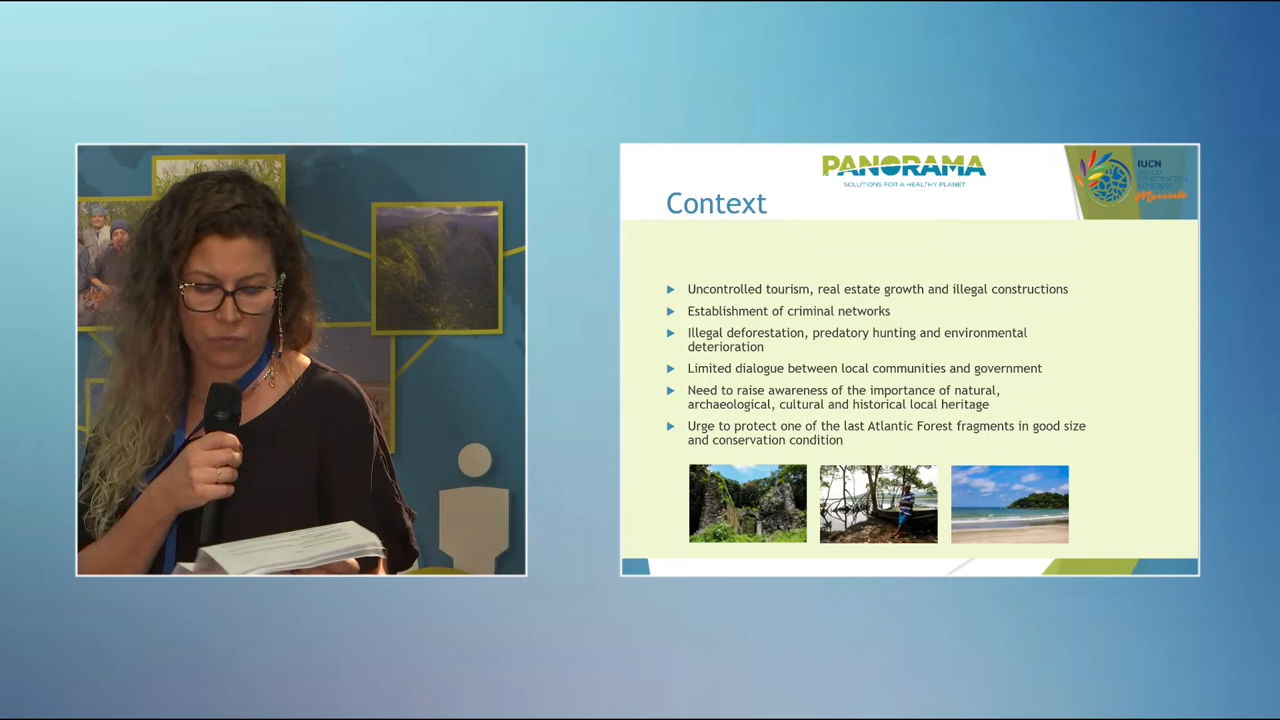 PANORAMA
SOLUTIONS FOR A HEALTHY PLANET
IUCN
WORLD
CONSERVATION
CONGRESS
Marseille
Context
Uncontrolled tourism, real estate growth and illegal constructions
Establishment of criminal networks
Illegal deforestation, predatory hunting and environmental
deterioration
Limited dialogue between local communities and government
Need to raise awareness of the importance of natural,
archaeological, cultural and historical local heritage
Urge to protect one of the last Atlantic Forest fragments in good size
and conservation condition